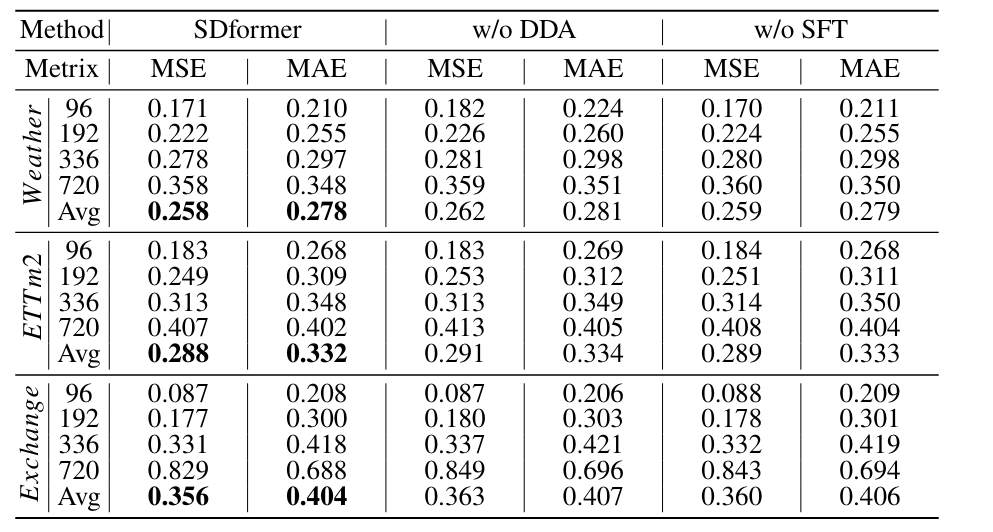 Method SDformer w/o DDA w/o SFT
Metrix MSE MAE MSE MAE MSE MAE
Weather
96 0.171 0.210 0.182 0.224 0.170 0.211
192 0.222 0.255 0.226 0.260 0.224 0.255
336 0.278 0.297 0.281 0.298 0.280 0.298
720 0.358 0.348 0.359 0.351 0.360 0.350
Avg 0.258 0.278 0.262 0.281 0.259 0.279
ETTm2
96 0.183 0.268 0.183 0.269 0.184 0.268
192 0.249 0.309 0.253 0.312 0.251 0.311
336 0.313 0.348 0.313 0.349 0.314 0.350
720 0.407 0.402 0.413 0.405 0.408 0.404
Avg 0.288 0.332 0.291 0.334 0.289 0.333
Exchange
96 0.087 0.208 0.087 0.206 0.088 0.209
192 0.177 0.300 0.180 0.303 0.178 0.301
336 0.331 0.418 0.337 0.421 0.332 0.419
720 0.829 0.688 0.849 0.696 0.843 0.694
Avg 0.356 0.404 0.363 0.407 0.360 0.406